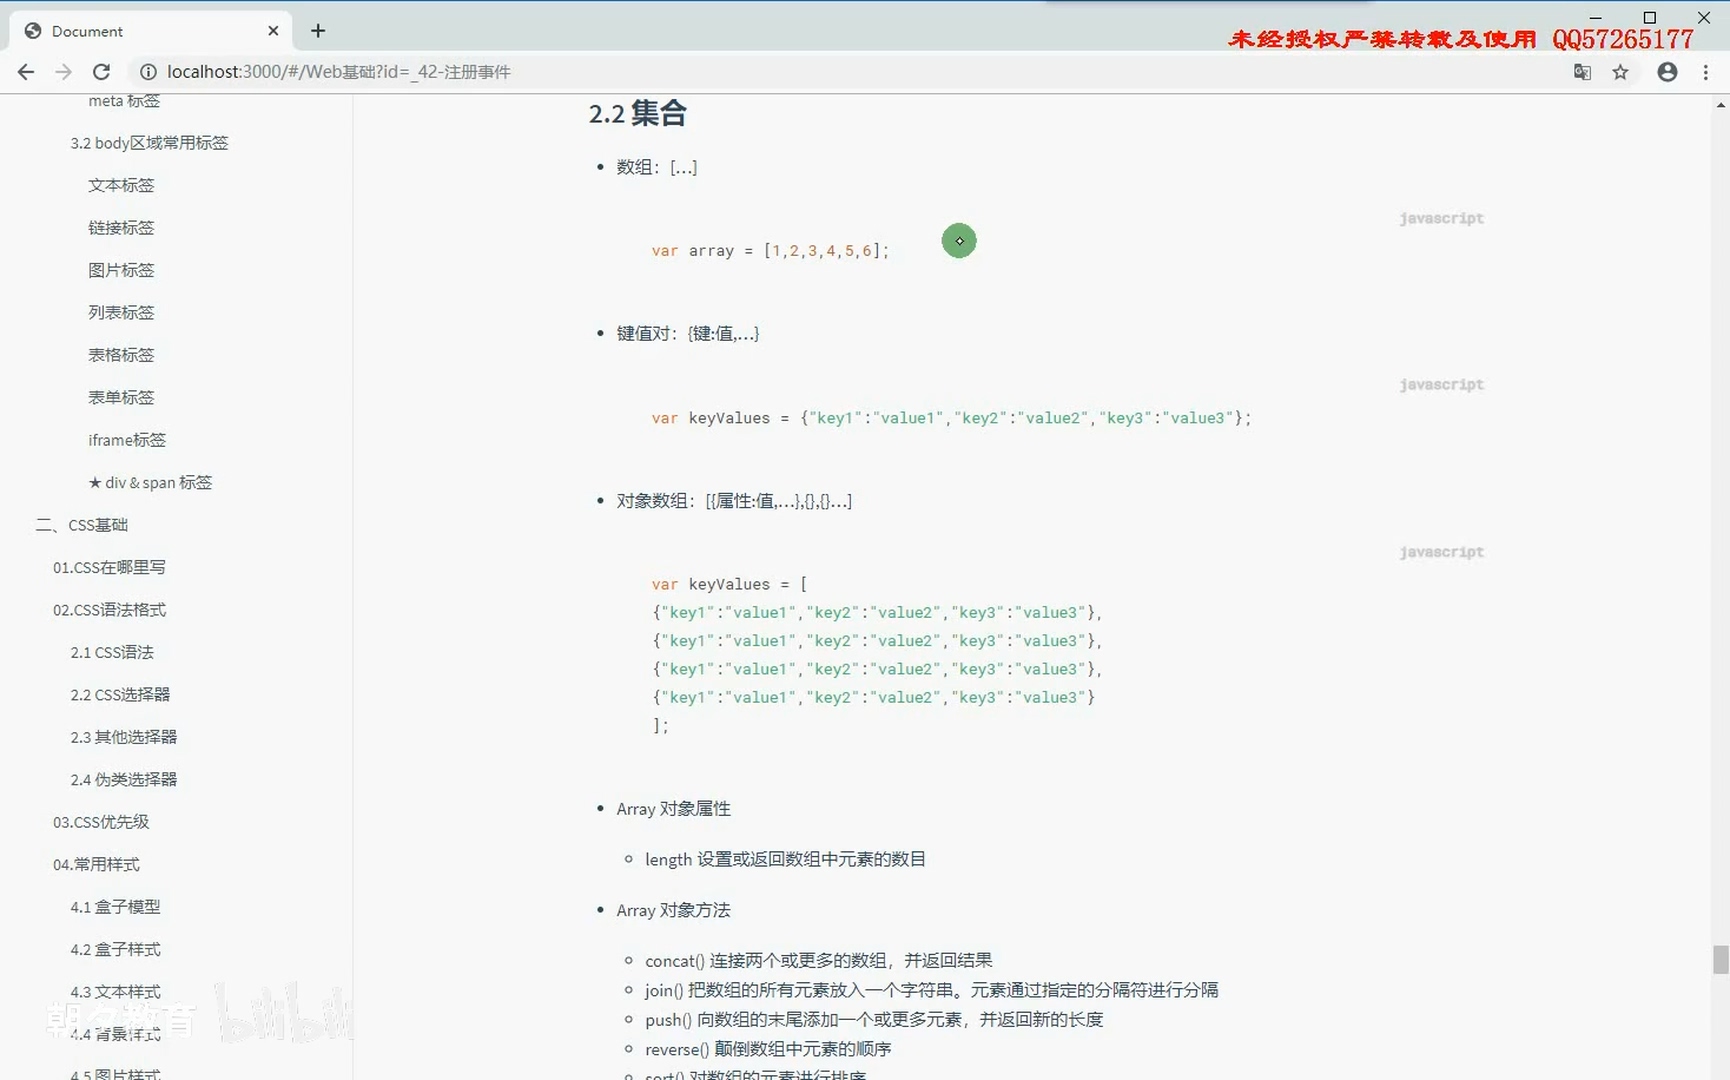 Document
未经授权严禁转载及使用 QQ57265177
localhost:3000/#/Web基础?id=_42-注册事件
meta 标签
3.2 body区域常用标签
文本标签
链接标签
图片标签
列表标签
表格标签
表单标签
iframe标签
★ div & span 标签
二、CSS基础
01.CSS在哪里写
02.CSS语法格式
2.1 CSS语法
2.2 CSS选择器
2.3 其他选择器
2.4 伪类选择器
03.CSS优先级
04.常用样式
4.1 盒子模型
4.2 盒子样式
4.3 文本样式
4.4 背景样式
4.5 图片样式
朝夕教育 bilibili
2.2 集合
数组：[...]
javascript
var array = [1,2,3,4,5,6];
键值对：{键:值,...}
javascript
var keyValues = {"key1":"value1","key2":"value2","key3":"value3"};
对象数组：[{属性:值,...},{},{}...]
javascript
var keyValues = [
{"key1":"value1","key2":"value2","key3":"value3"},
{"key1":"value1","key2":"value2","key3":"value3"},
{"key1":"value1","key2":"value2","key3":"value3"},
{"key1":"value1","key2":"value2","key3":"value3"}
];
Array 对象属性
length 设置或返回数组中元素的数目
Array 对象方法
concat() 连接两个或更多的数组，并返回结果
join() 把数组的所有元素放入一个字符串。元素通过指定的分隔符进行分隔
push() 向数组的末尾添加一个或更多元素，并返回新的长度
reverse() 颠倒数组中元素的顺序
sort() 对数组的元素进行排序